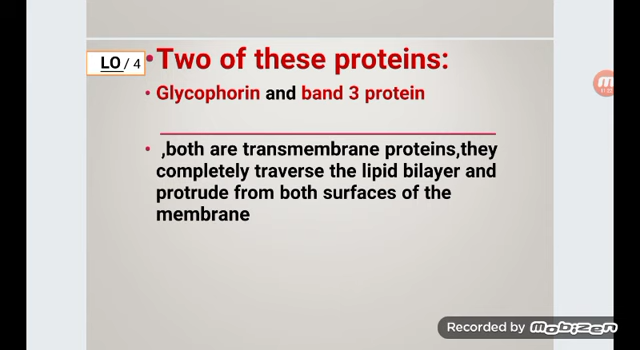 LO / 4
• Two of these proteins:
• Glycophorin and band 3 protein
• ,both are transmembrane proteins,they
completely traverse the lipid bilayer and
protrude from both surfaces of the
membrane
Recorded by Mobizen